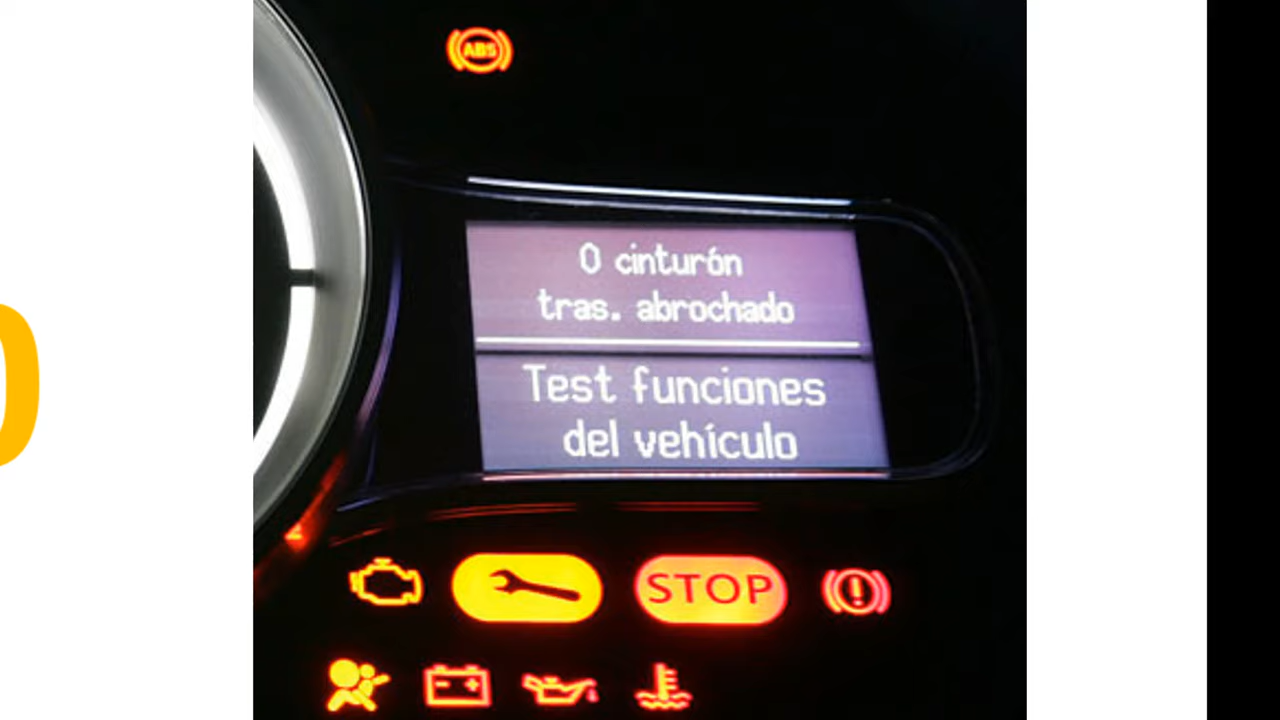 ABS
0 cinturón
tras. abrochado
Test funciones
del vehículo
STOP